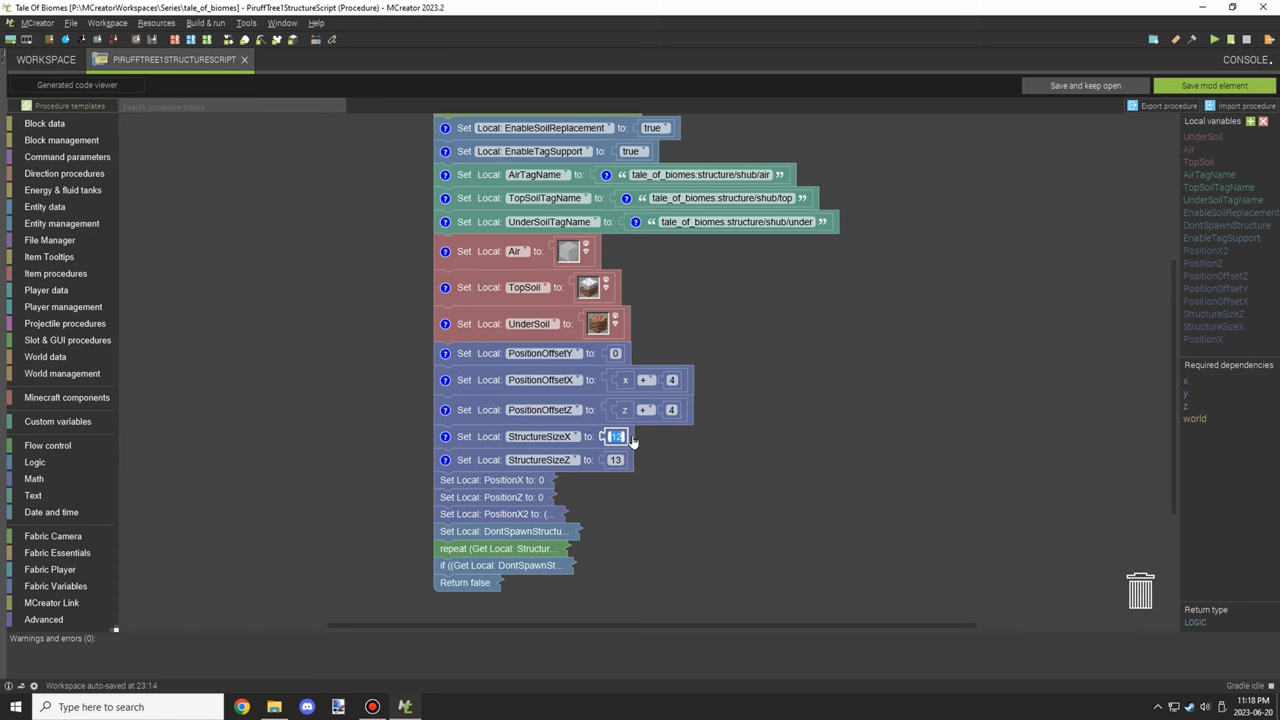 Tale Of Biomes [P:\MCreatorWorkspaces\Series\tale_of_biomes] - PiruffTree1StructureScript (Procedure) - MCreator 2023.2
MCreator File Workspace Resources Build & run Tools Window Help
WORKSPACE PIRUFFTREE1STRUCTURESCRIPT CONSOLE
Generated code viewer Save and keep open Save mod element
Procedure templates Search procedure blocks Export procedure Import procedure
Block data
Block management
Command parameters
Direction procedures
Energy & fluid tanks
Entity data
Entity management
File Manager
Item Tooltips
Item procedures
Player data
Player management
Projectile procedures
Slot & GUI procedures
World data
World management
Minecraft components
Custom variables
Flow control
Logic
Math
Text
Date and time
Fabric Camera
Fabric Essentials
Fabric Player
Fabric Variables
MCreator Link
Advanced
Set Local: EnableSoilReplacement to: true
Set Local: EnableTagSupport to: true
Set Local: AirTagName to: “ tale_of_biomes:structure/shub/air ”
Set Local: TopSoilTagName to: “ tale_of_biomes:structure/shub/top ”
Set Local: UnderSoilTagName to: “ tale_of_biomes:structure/shub/under ”
Set Local: Air to:
Set Local: TopSoil to:
Set Local: UnderSoil to:
Set Local: PositionOffsetY to: 0
Set Local: PositionOffsetX to: x + 4
Set Local: PositionOffsetZ to: z + 4
Set Local: StructureSizeX to: 12
Set Local: StructureSizeZ to: 13
Set Local: PositionX to: 0
Set Local: PositionZ to: 0
Set Local: PositionX2 to: (...
Set Local: DontSpawnStructu...
repeat (Get Local: Structur...
if ((Get Local: DontSpawnSt...
Return false
Local variables
UnderSoil
Air
TopSoil
AirTagName
TopSoilTagName
UnderSoilTagName
EnableSoilReplacement
DontSpawnStructure
EnableTagSupport
PositionX2
PositionZ
PositionOffsetZ
PositionOffsetY
PositionOffsetX
StructureSizeZ
StructureSizeX
PositionX
Required dependencies
x
y
z
world
Return type
LOGIC
Warnings and errors (0):
Workspace auto-saved at 23:14 Gradle idle
Type here to search
11:18 PM
2023-06-20